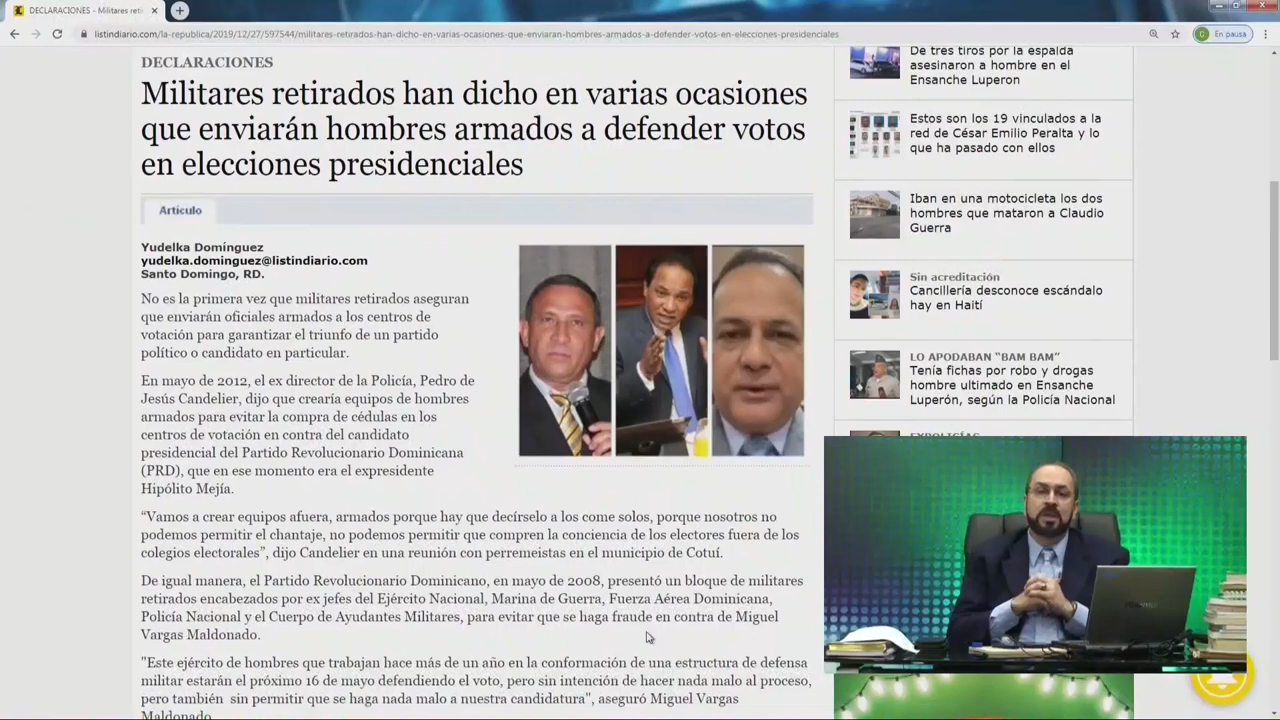 DECLARACIONES - Militares reti
listindiario.com/la-republica/2019/12/27/597544/militares-retirados-han-dicho-en-varias-ocasiones-que-enviaran-hombres-armados-a-defender-votos-en-elecciones-presidenciales
En pausa
DECLARACIONES
Militares retirados han dicho en varias ocasiones
que enviarán hombres armados a defender votos
en elecciones presidenciales
Artículo
Yudelka Domínguez
yudelka.dominguez@listindiario.com
Santo Domingo, RD.
No es la primera vez que militares retirados aseguran
que enviarán oficiales armados a los centros de
votación para garantizar el triunfo de un partido
político o candidato en particular.
En mayo de 2012, el ex director de la Policía, Pedro de
Jesús Candelier, dijo que crearía equipos de hombres
armados para evitar la compra de cédulas en los
centros de votación en contra del candidato
presidencial del Partido Revolucionario Dominicana
(PRD), que en ese momento era el expresidente
Hipólito Mejía.
“Vamos a crear equipos afuera, armados porque hay que decírselo a los come solos, porque nosotros no
podemos permitir el chantaje, no podemos permitir que compren la conciencia de los electores fuera de los
colegios electorales”, dijo Candelier en una reunión con perremeistas en el municipio de Cotuí.
De igual manera, el Partido Revolucionario Dominicano, en mayo de 2008, presentó un bloque de militares
retirados encabezados por ex jefes del Ejército Nacional, Marina de Guerra, Fuerza Aérea Dominicana,
Policía Nacional y el Cuerpo de Ayudantes Militares, para evitar que se haga fraude en contra de Miguel
Vargas Maldonado.
"Este ejército de hombres que trabajan hace más de un año en la conformación de una estructura de defensa
militar estarán el próximo 16 de mayo defendiendo el voto, pero sin intención de hacer nada malo al proceso,
pero también sin permitir que se haga nada malo a nuestra candidatura", aseguró Miguel Vargas
Maldonado.
De tres tiros por la espalda
asesinaron a hombre en el
Ensanche Luperon
Estos son los 19 vinculados a la
red de César Emilio Peralta y lo
que ha pasado con ellos
Iban en una motocicleta los dos
hombres que mataron a Claudio
Guerra
Sin acreditación
Cancillería desconoce escándalo
hay en Haití
LO APODABAN “BAM BAM”
Tenía fichas por robo y drogas
hombre ultimado en Ensanche
Luperón, según la Policía Nacional
EXPOLICÍAS